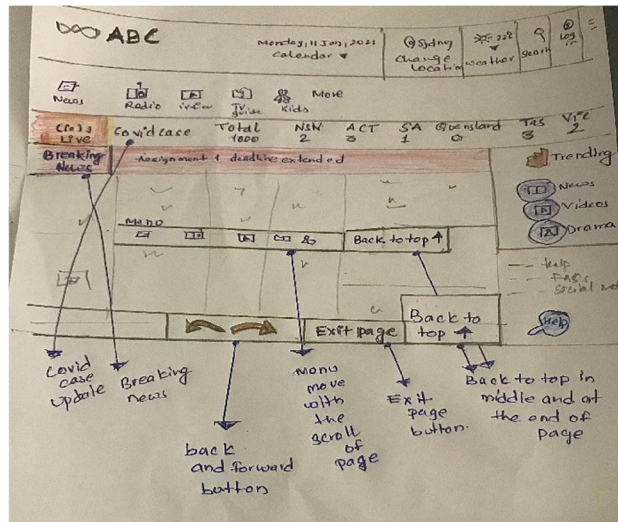 ABC
Monday, 11 Jan, 2021
Calendar
Sydney
Change
Location
22°
weather
Search
Log
in
News
Radio
iview
TV
guide
Kids
More
Live
Covid case
Total
1000
NSW
2
ACT
3
SA
1
Queensland
0
TAS
3
VIC
2
Breaking
News
Assignment 1 deadline extended
Trending
News
Videos
Drama
Menu
Back to top
Help
FAQs
Social
Exit page
Back to
top
Help
Covid
case
update
Breaking
news
back
and forward
button
Menu
move
with
the
scroll
of
page
Exit
page
button.
Back to top in
middle and at
the end of
page